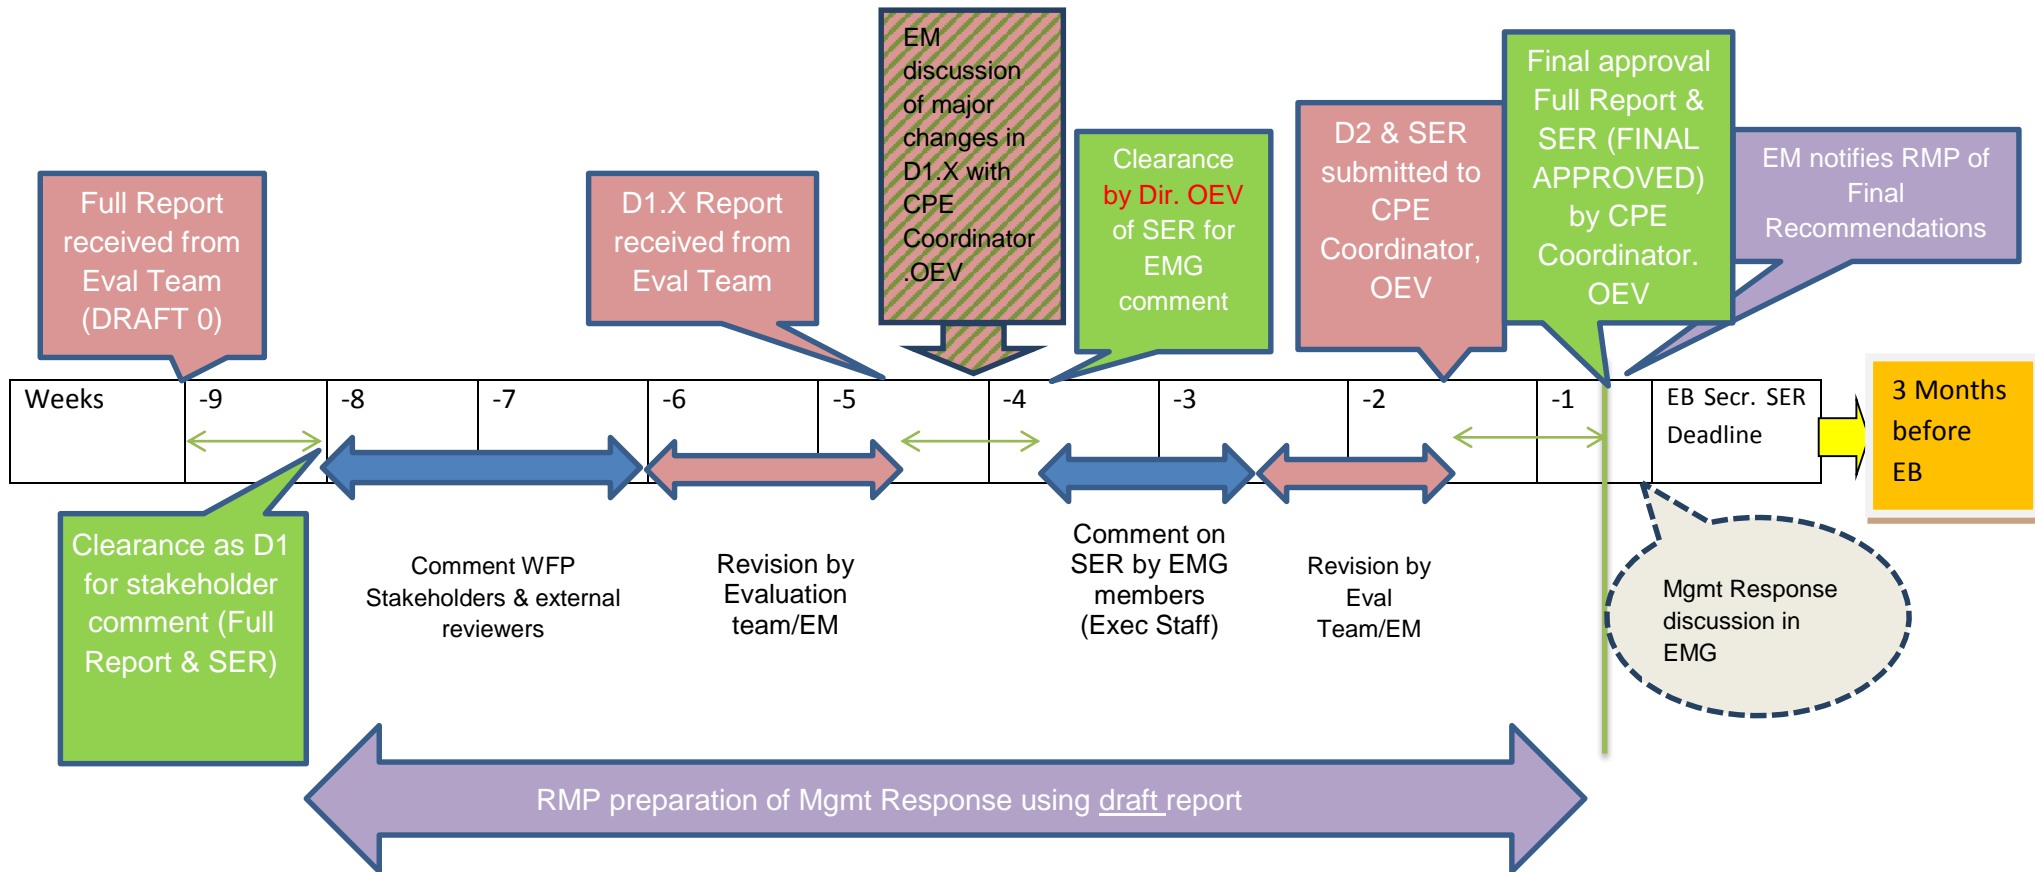 EM
discussion
of major
changes in
D1.X with
CPE
Coordinator
.OEV
Final approval
Full Report &
SER (FINAL
APPROVED)
by CPE
Coordinator.
OEV
D2 & SER
submitted to
CPE
Coordinator,
OEV
Clearance
by Dir. OEV
of SER for
EMG
comment
EM notifies RMP of
Final
Recommendations
Full Report
received from
Eval Team
(DRAFT 0)
D1.X Report
received from
Eval Team
Weeks
-9
-8
-7
-6
-5
-4
-3
-2
-1
EB Secr. SER
Deadline
3 Months
before
EB
Clearance as D1
for stakeholder
comment (Full
Report & SER)
Comment WFP
Stakeholders & external
reviewers
Revision by
Evaluation
team/EM
Comment on
SER by EMG
members
(Exec Staff)
Revision by
Eval
Team/EM
Mgmt Response
discussion in
EMG
RMP preparation of Mgmt Response using draft report